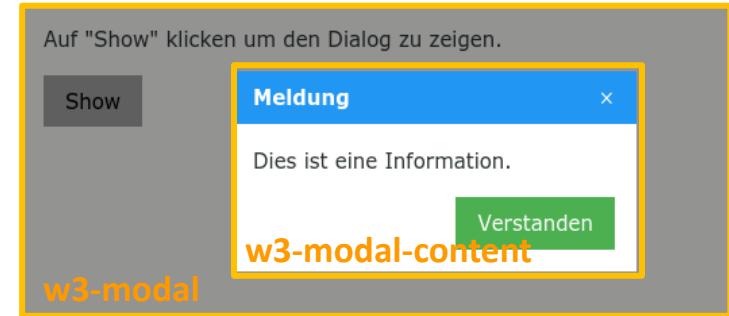 Auf "Show" klicken um den Dialog zu zeigen.
Show
Meldung ×
Dies ist eine Information.
Verstanden
w3-modal-content
w3-modal